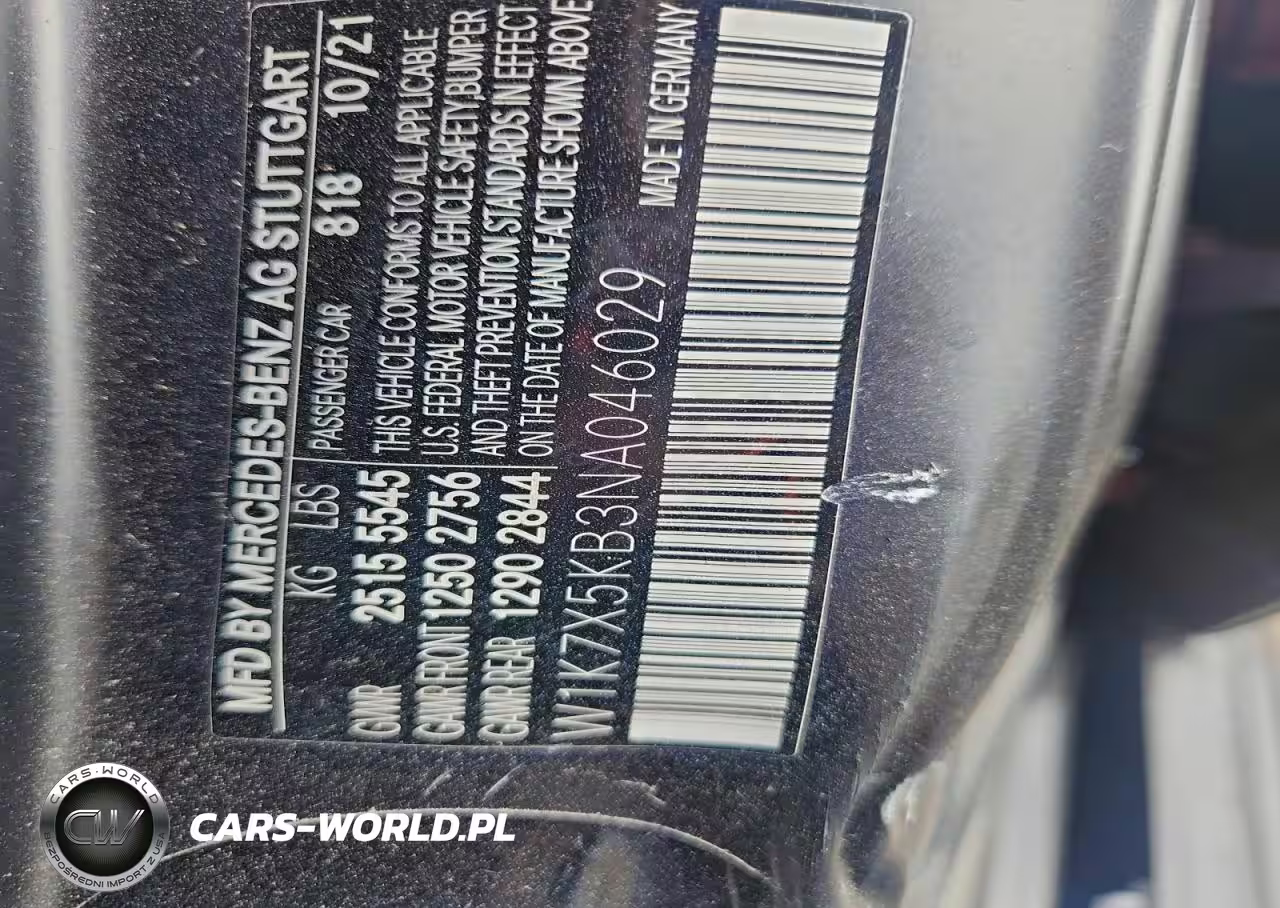 MFD BY MERCEDES-BENZ AG STUTTGART
KG LBS PASSENGER CAR 818 10/21
GVWR 2515 5545 THIS VEHICLE CONFORMS TO ALL APPLICABLE
GAWR FRONT 1250 2756 U.S. FEDERAL MOTOR VEHICLE SAFETY, BUMPER
GAWR REAR 1290 2844 AND THEFT PREVENTION STANDARDS IN EFFECT
ON THE DATE OF MANUFACTURE SHOWN ABOVE
W1K7X5KB3NA046029 MADE IN GERMANY
CARS-WORLD
CW
BEZPOŚREDNI IMPORT Z USA
CARS-WORLD.PL